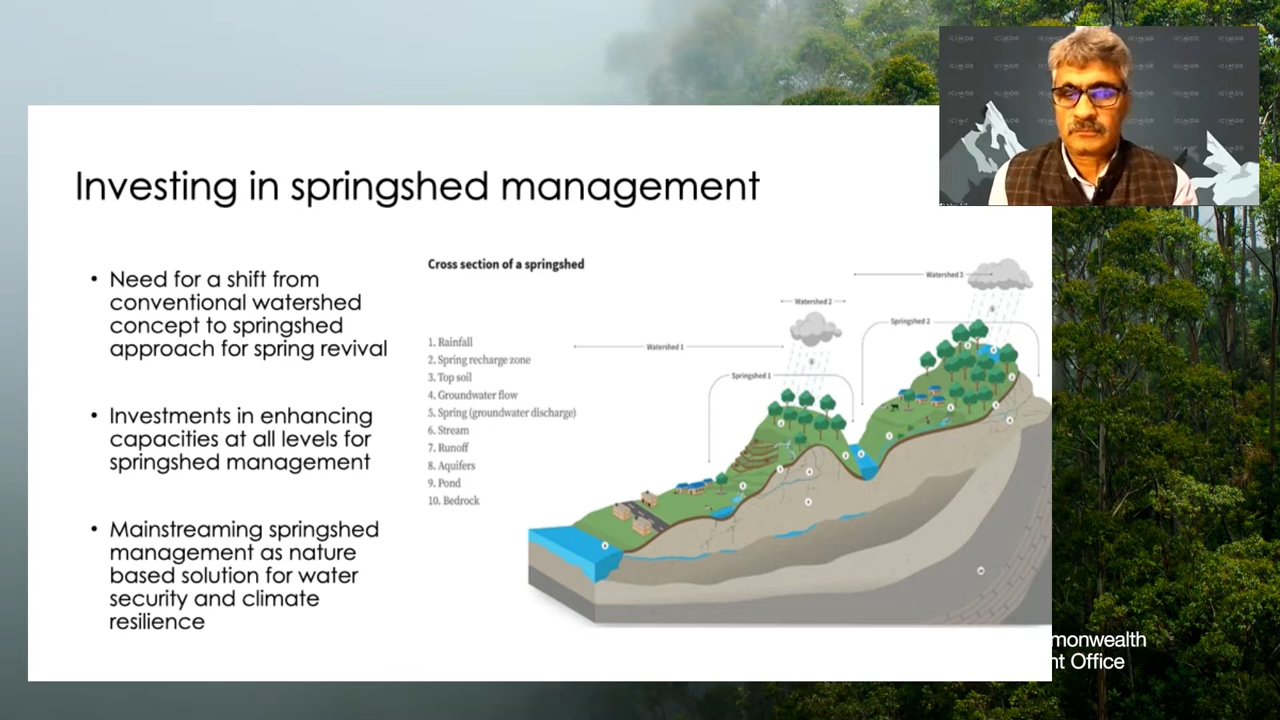 Investing in springshed management
• Need for a shift from
conventional watershed
concept to springshed
approach for spring revival
• Investments in enhancing
capacities at all levels for
springshed management
• Mainstreaming springshed
management as nature
based solution for water
security and climate
resilience
Cross section of a springshed
1. Rainfall
2. Spring recharge zone
3. Top soil
4. Groundwater flow
5. Spring (groundwater discharge)
6. Stream
7. Runoff
8. Aquifers
9. Pond
10. Bedrock
Watershed 1
Watershed 2
Watershed 3
Springshed 1
Springshed 2
ICIMOD
monwealth
nt Office